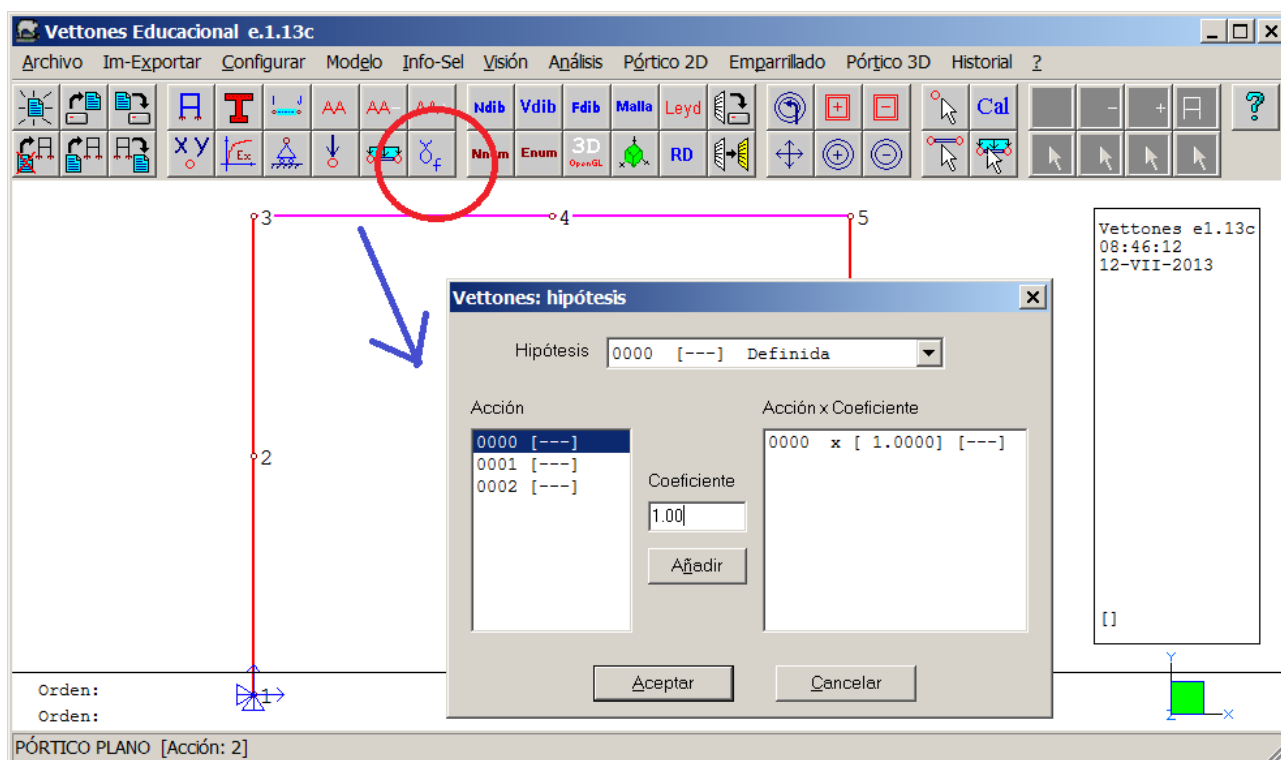 Vettones Educacional e.1.13c
Archivo Im-Exportar Configurar Modelo Info-Sel Visión Análisis Pórtico 2D Emparrillado Pórtico 3D Historial ?
AA AA- Ndib Vdib Fdib Malla Leyd Cal - + ?
X Y Ex γf Enum 3D OpenGL RD
3 4 5
Vettones e1.13c
08:46:12
12-VII-2013
Vettones: hipótesis
Hipótesis 0000 [---] Definida
Acción
Acción x Coeficiente
0000 [---]
0000 x [ 1.0000] [---]
0001 [---]
0002 [---]
Coeficiente
1.00
Añadir
2
[]
Aceptar Cancelar
1
Y
Z X
Orden:
Orden:
PÓRTICO PLANO [Acción: 2]